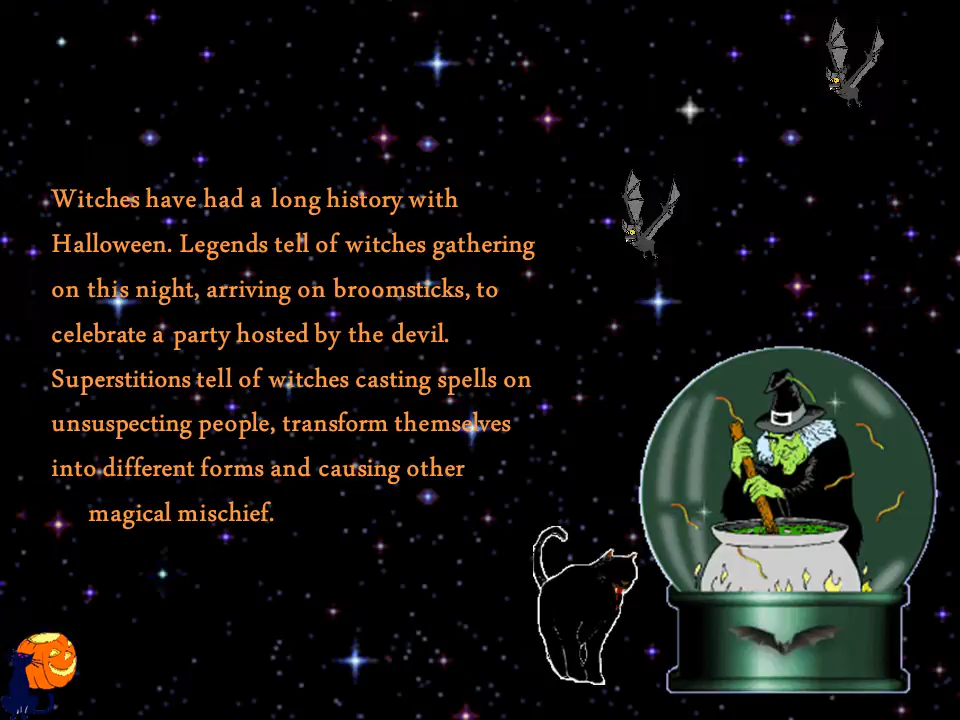 Witches have had a long history with
Halloween. Legends tell of witches gathering
on this night, arriving on broomsticks, to
celebrate a party hosted by the devil.
Superstitions tell of witches casting spells on
unsuspecting people, transform themselves
into different forms and causing other
magical mischief.